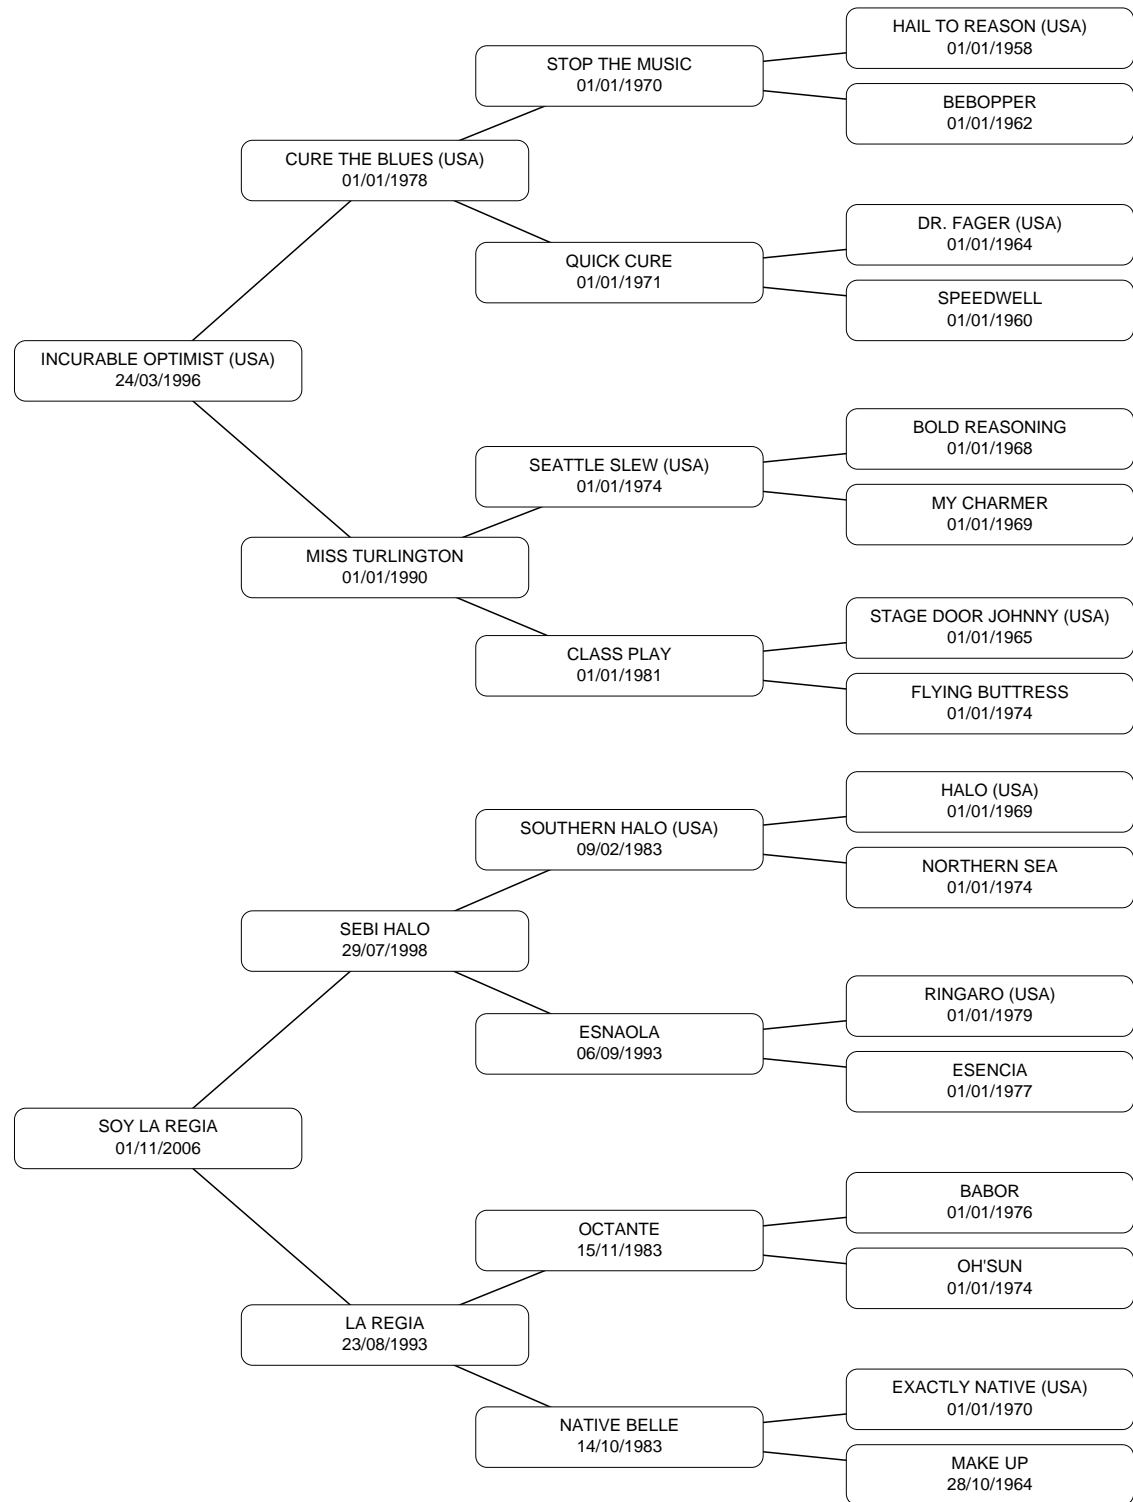 HAIL TO REASON (USA)
01/01/1958
STOP THE MUSIC
01/01/1970
BEBOPPER
01/01/1962
CURE THE BLUES (USA)
01/01/1978
DR. FAGER (USA)
01/01/1964
QUICK CURE
01/01/1971
SPEEDWELL
01/01/1960
INCURABLE OPTIMIST (USA)
24/03/1996
BOLD REASONING
01/01/1968
SEATTLE SLEW (USA)
01/01/1974
MY CHARMER
01/01/1969
MISS TURLINGTON
01/01/1990
STAGE DOOR JOHNNY (USA)
01/01/1965
CLASS PLAY
01/01/1981
FLYING BUTTRESS
01/01/1974
HALO (USA)
01/01/1969
SOUTHERN HALO (USA)
09/02/1983
NORTHERN SEA
01/01/1974
SEBI HALO
29/07/1998
RINGARO (USA)
01/01/1979
ESNAOLA
06/09/1993
ESENCIA
01/01/1977
SOY LA REGIA
01/11/2006
BABOR
01/01/1976
OCTANTE
15/11/1983
OH'SUN
01/01/1974
LA REGIA
23/08/1993
EXACTLY NATIVE (USA)
01/01/1970
NATIVE BELLE
14/10/1983
MAKE UP
28/10/1964